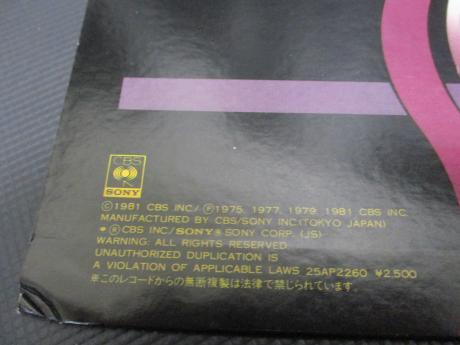 CBS
SONY
©1981 CBS INC/Ⓟ1975, 1977, 1979, 1981 CBS INC.
MANUFACTURED BY CBS/SONY INC(TOKYO JAPAN)
●ⓇCBS INC/SONY®SONY CORP. (JS)
WARNING: ALL RIGHTS RESERVED
UNAUTHORIZED DUPLICATION IS
A VIOLATION OF APPLICABLE LAWS 25AP2260 ¥2,500
※このレコードからの無断複製は法律で禁じられています。